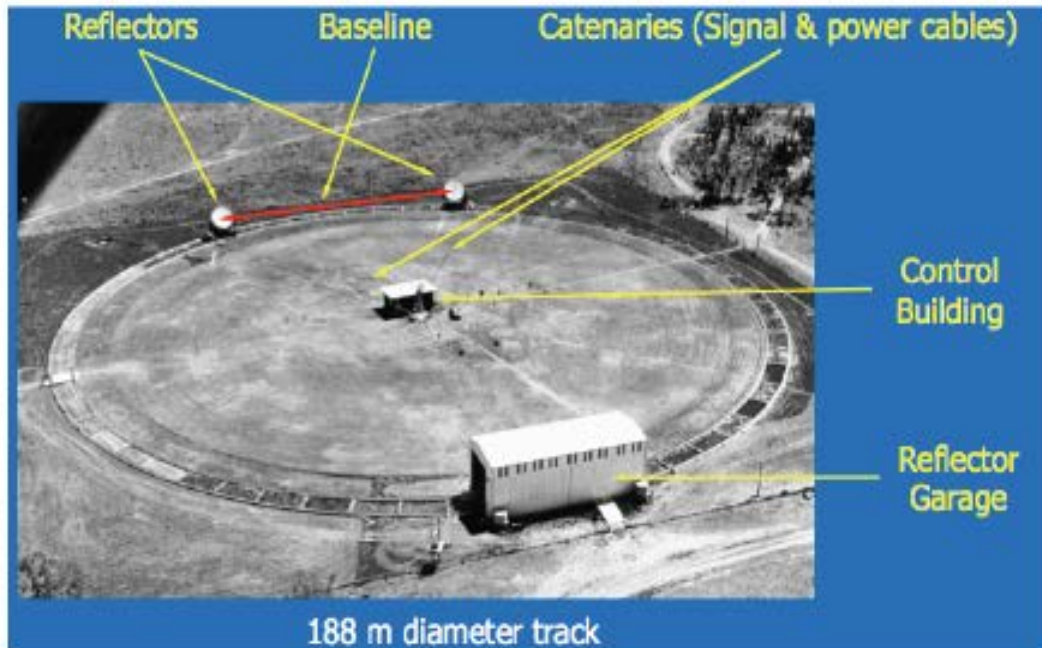 Reflectors
Baseline
Catenaries (Signal & power cables)
Control
Building
Reflector
Garage
188 m diameter track